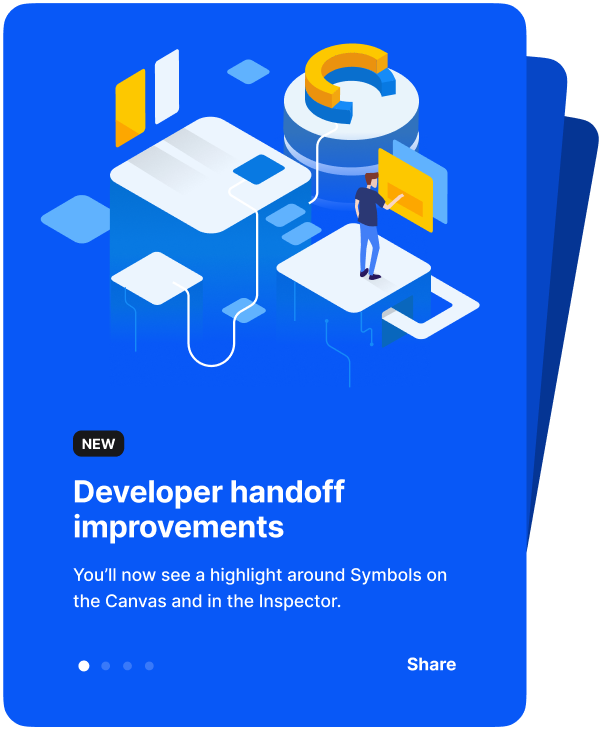 NEW
Developer handoff
improvements
You’ll now see a highlight around Symbols on
the Canvas and in the Inspector.
Share